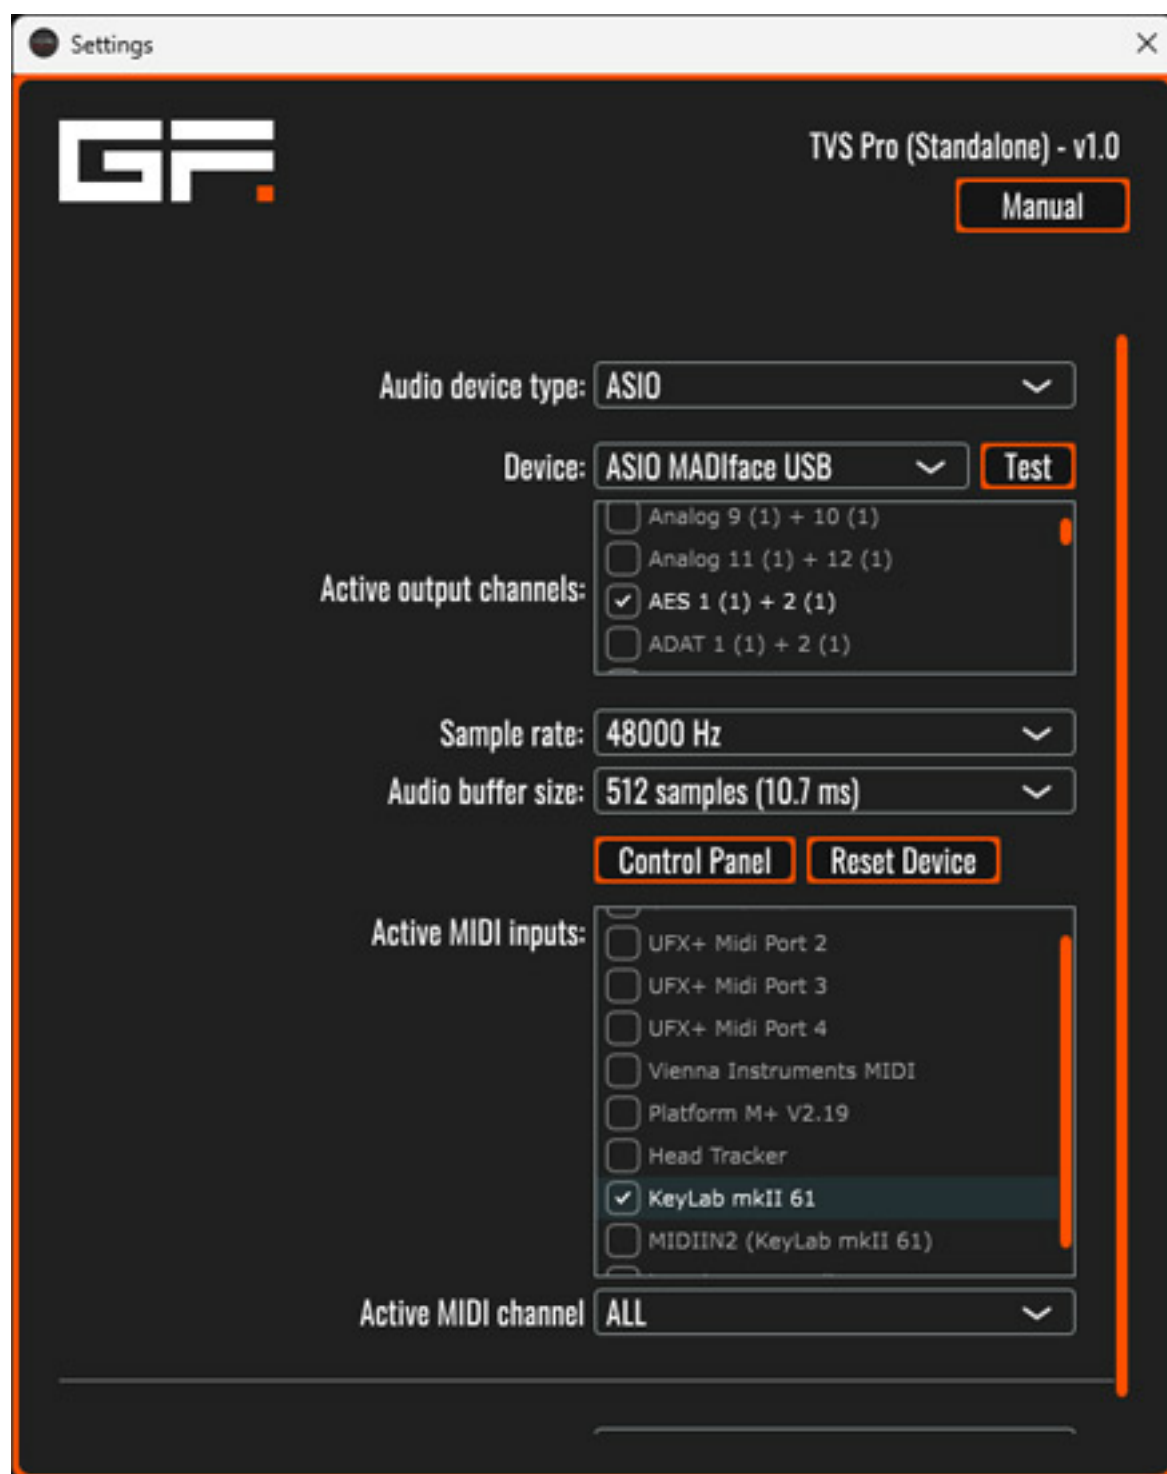 Settings
GF.
TVS Pro (Standalone) - v1.0
Manual
Audio device type: ASIO
Device: ASIO MADIface USB Test
Analog 9 (1) + 10 (1)
Analog 11 (1) + 12 (1)
Active output channels:
AES 1 (1) + 2 (1)
ADAT 1 (1) + 2 (1)
Sample rate: 48000 Hz
Audio buffer size: 512 samples (10.7 ms)
Control Panel Reset Device
Active MIDI inputs:
UFX+ Midi Port 2
UFX+ Midi Port 3
UFX+ Midi Port 4
Vienna Instruments MIDI
Platform M+ V2.19
Head Tracker
KeyLab mkII 61
MIDIIN2 (KeyLab mkII 61)
Active MIDI channel ALL